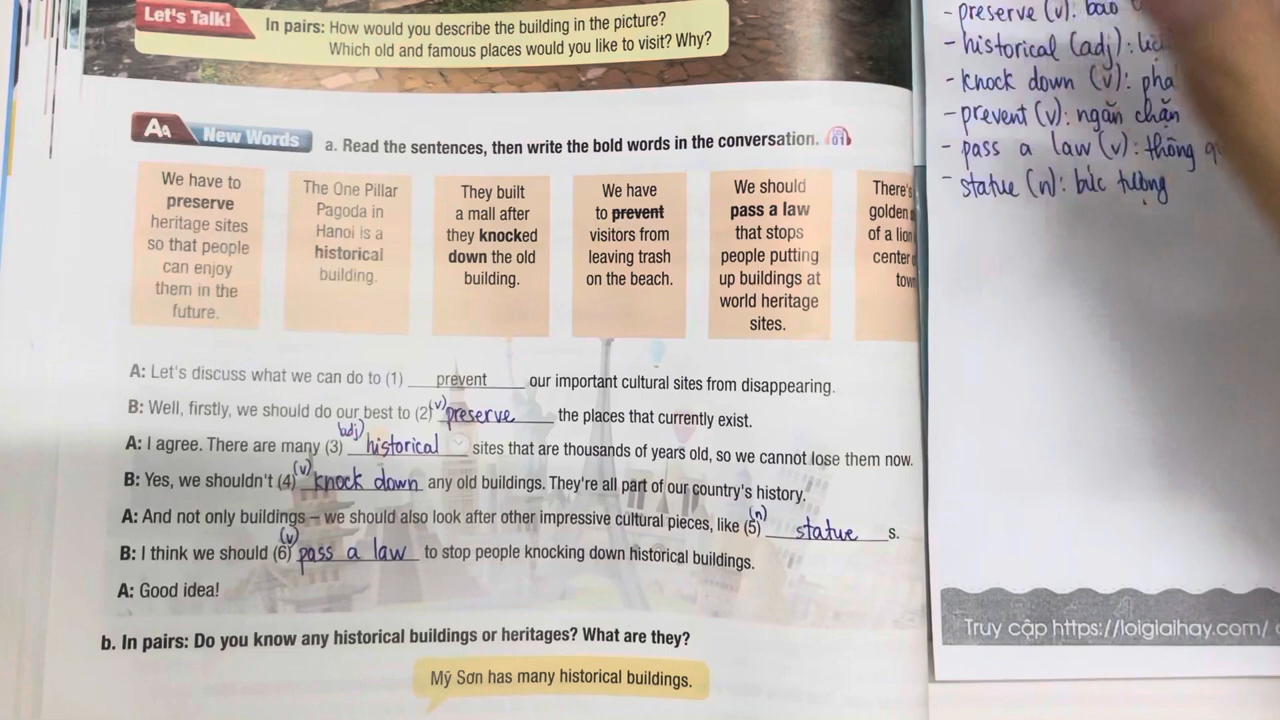 Let's Talk!
In pairs: How would you describe the building in the picture?
Which old and famous places would you like to visit? Why?
Aa New Words
a. Read the sentences, then write the bold words in the conversation.
01
We have to
preserve
heritage sites
so that people
can enjoy
them in the
future.
The One Pillar
Pagoda in
Hanoi is a
historical
building.
They built
a mall after
they knocked
down the old
building.
We have
to prevent
visitors from
leaving trash
on the beach.
We should
pass a law
that stops
people putting
up buildings at
world heritage
sites.
There's
golden
of a lion
center
town
A: Let's discuss what we can do to (1) prevent our important cultural sites from disappearing.
B: Well, firstly, we should do our best to (2) (v) preserve the places that currently exist.
A: I agree. There are many (3) (adj) historical sites that are thousands of years old, so we cannot lose them now.
B: Yes, we shouldn't (4) (v) knock down any old buildings. They're all part of our country's history.
A: And not only buildings – we should also look after other impressive cultural pieces, like (5) (n) statue s.
B: I think we should (6) (v) pass a law to stop people knocking down historical buildings.
A: Good idea!
b. In pairs: Do you know any historical buildings or heritages? What are they?
Mỹ Sơn has many historical buildings.
- preserve (v): bảo
- historical (adj):
- knock down (v): phá
- prevent (v): ngăn chặn
- pass a law (v): thông
- statue (n): bức tượng
Truy cập https://loigiaihay.com/